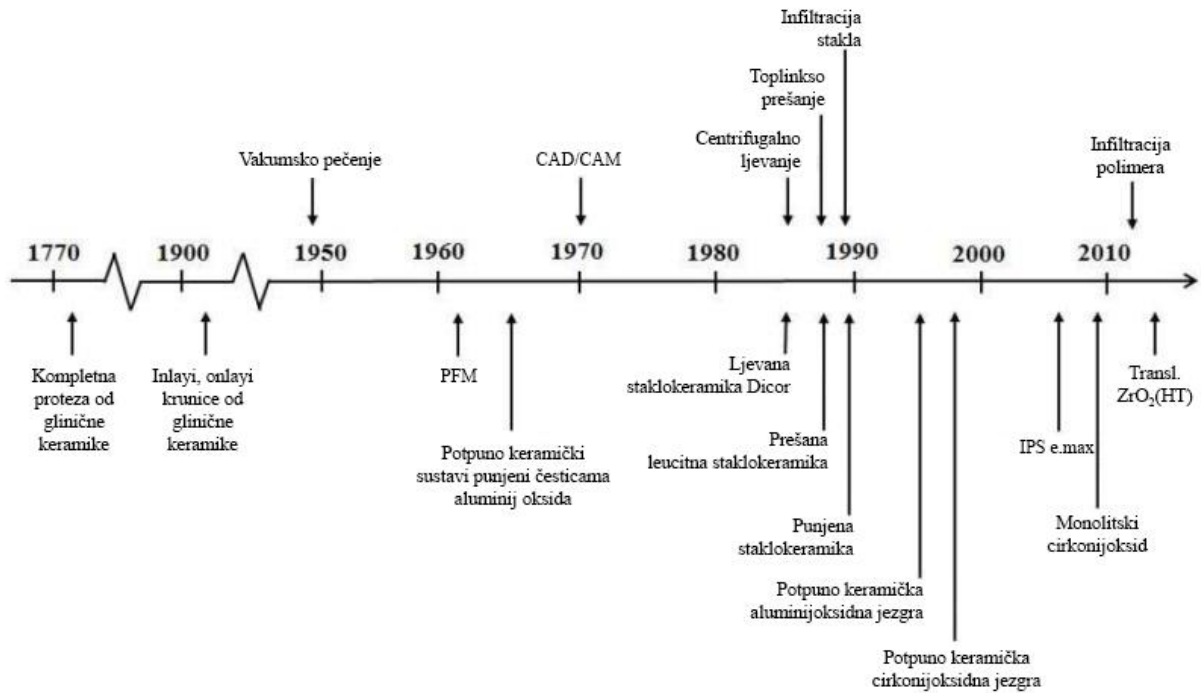 Infiltracija
stakla
Toplinkso
prešanje
Centrifugalno
ljevanje
Vakumsko pečenje
CAD/CAM
Infiltracija
polimera
1770
1900
1950
1960
1970
1980
1990
2000
2010
Kompletna
proteza od
glinične
keramike
Inlayi, onlayi
krunice od
glinične
keramike
PFM
Potpuno keramički
sustavi punjeni česticama
aluminij oksida
Ljevana
staklokeramika Dicor
Prešana
leucitna staklokeramika
Punjena
staklokeramika
Potpuno keramička
aluminijoksidna jezgra
Potpuno keramička
cirkonijoksidna jezgra
IPS e.max
Monolitski
cirkonijoksid
Transl.
ZrO₂(HT)